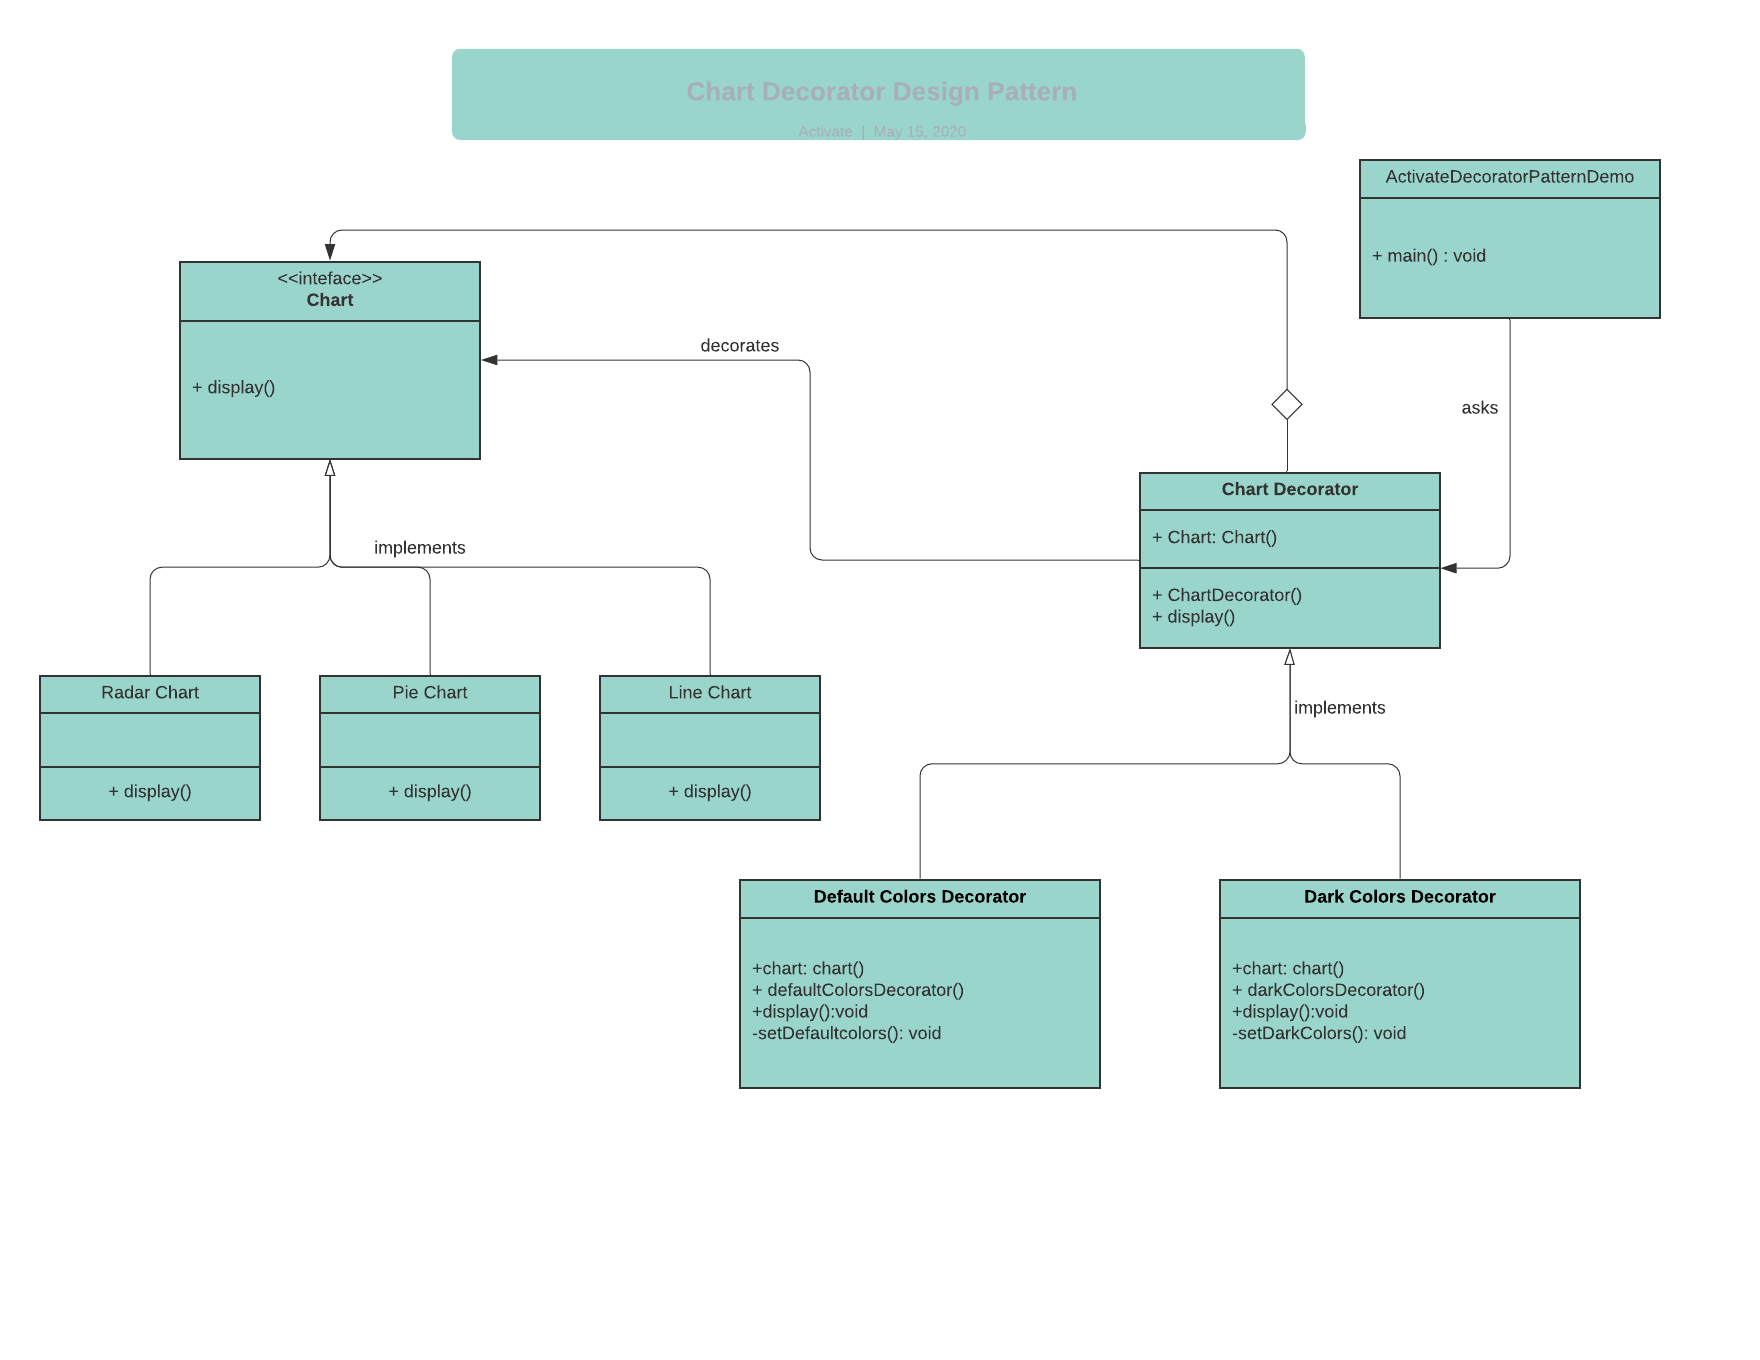 Chart Decorator Design Pattern
Activate | May 15, 2020
ActivateDecoratorPatternDemo
+ main() : void
<<inteface>>
Chart
+ display()
decorates
asks
Chart Decorator
+ Chart: Chart()
+ ChartDecorator()
+ display()
implements
Radar Chart
+ display()
Pie Chart
+ display()
Line Chart
+ display()
implements
Default Colors Decorator
+chart: chart()
+ defaultColorsDecorator()
+display():void
-setDefaultcolors(): void
Dark Colors Decorator
+chart: chart()
+ darkColorsDecorator()
+display():void
-setDarkColors(): void